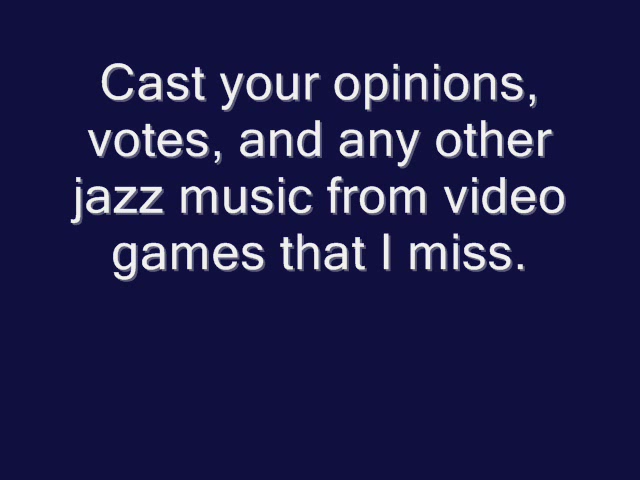 Cast your opinions,
votes, and any other
jazz music from video
games that I miss.